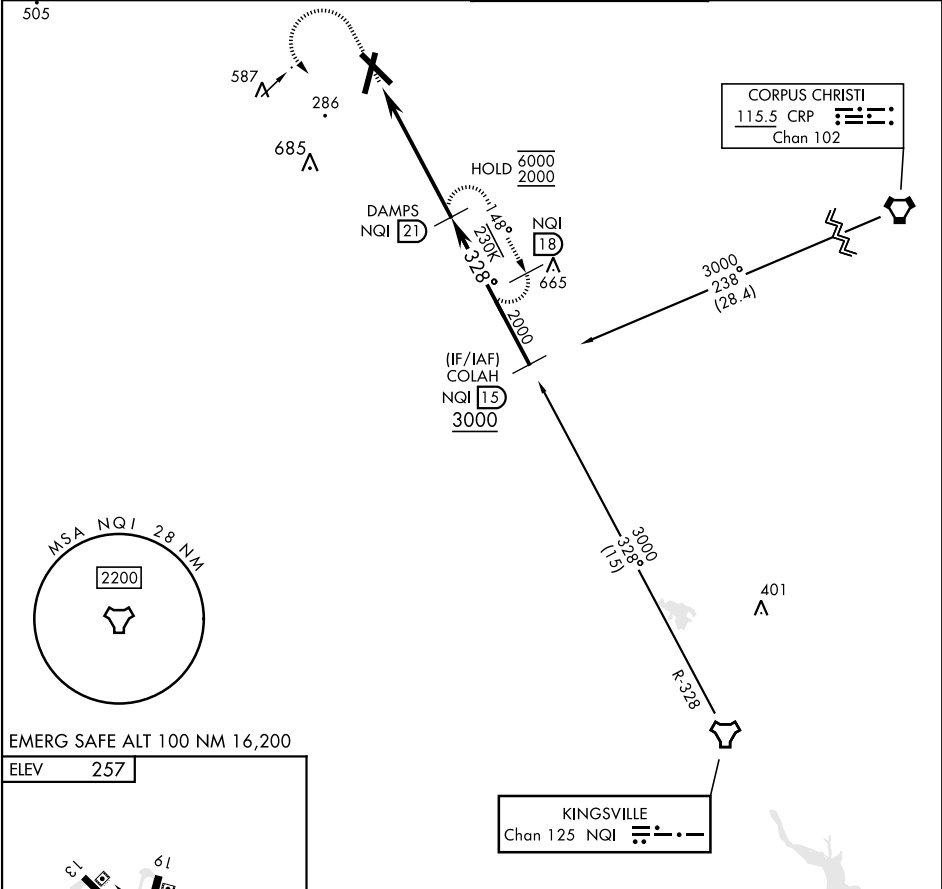 505
587
286
685
CORPUS CHRISTI
115.5 CRP
Chan 102
HOLD 6000
2000
DAMPS
NQI 21
148°
230K
NQI
18
665
328°
2000
3000
238°
(28.4)
(IF/IAF)
COLAH
NQI 15
3000
MSA NQI 28 NM
2200
3000
328°
(15)
401
R-328
EMERG SAFE ALT 100 NM 16,200
ELEV 257
KINGSVILLE
Chan 125 NQI
13
19